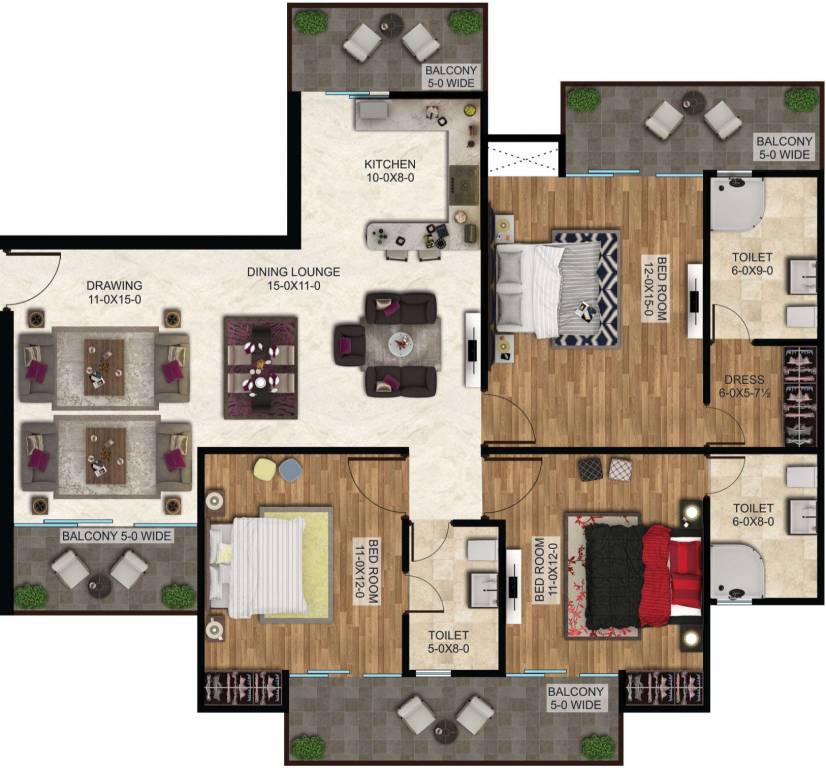 BALCONY
5-0 WIDE
BALCONY
5-0 WIDE
KITCHEN
10-0X8-0
DRAWING
11-0X15-0
DINING LOUNGE
15-0X11-0
BED ROOM
12-0X15-0
TOILET
6-0X9-0
DRESS
6-0X5-7½
BALCONY 5-0 WIDE
BED ROOM
11-0X12-0
TOILET
5-0X8-0
BED ROOM
11-0X12-0
TOILET
6-0X8-0
BALCONY
5-0 WIDE